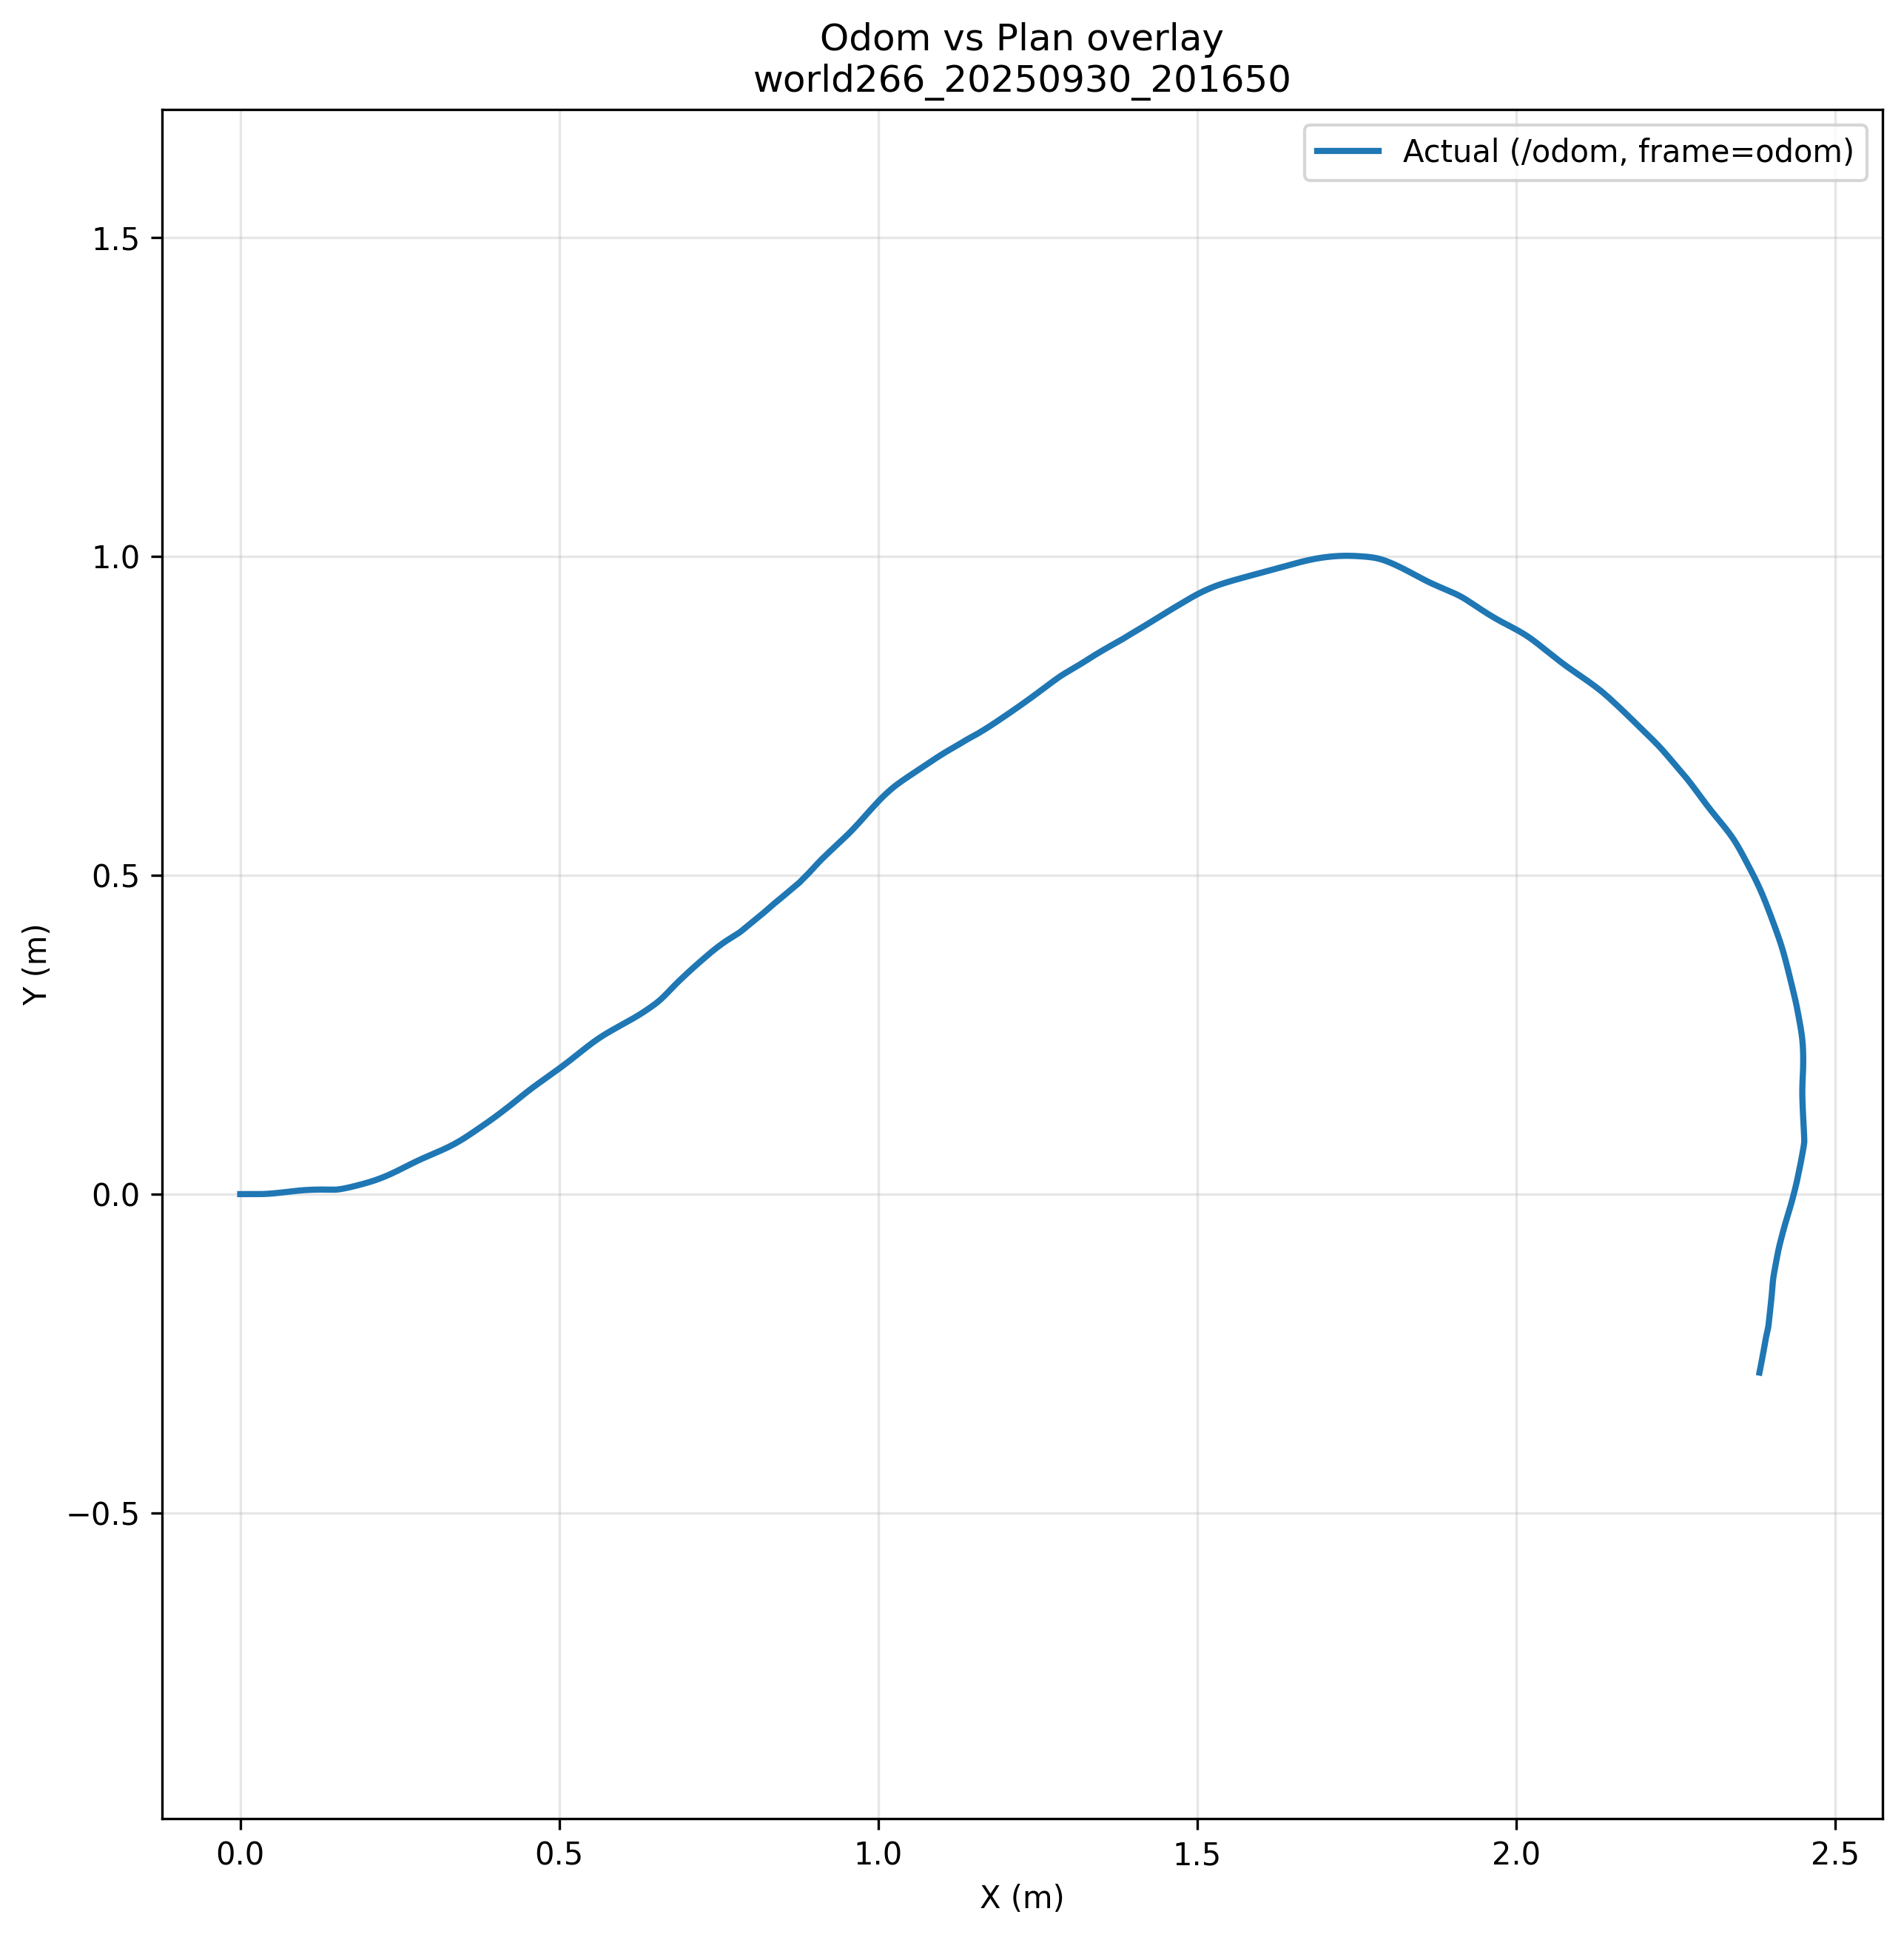 Odom vs Plan overlay
world266_20250930_201650
Actual (/odom, frame=odom)
1.5
1.0
0.5
0.0
−0.5
Y (m)
0.0 0.5 1.0 1.5 2.0 2.5
X (m)